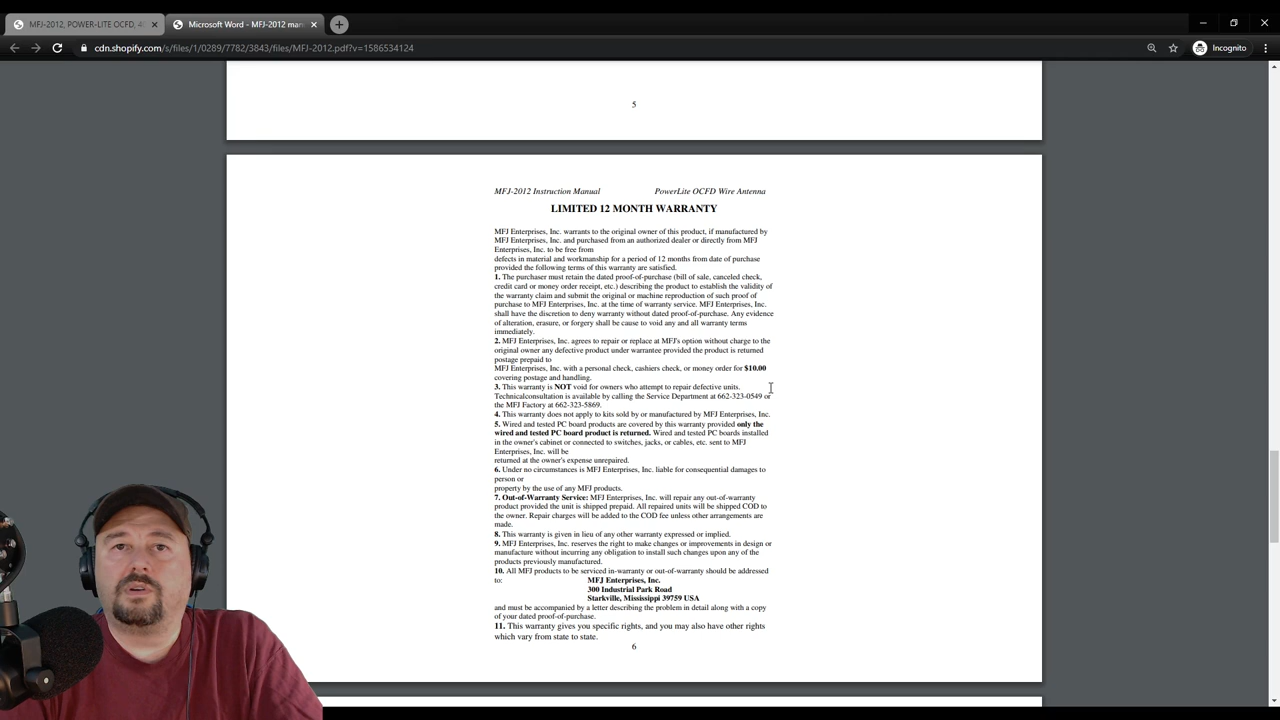 MFJ-2012, POWER-LITE OCFD, 4
Microsoft Word - MFJ-2012 man
cdn.shopify.com/s/files/1/0289/7782/3843/files/MFJ-2012.pdf?v=1586534124
Incognito
5
MFJ-2012 Instruction Manual PowerLite OCFD Wire Antenna
LIMITED 12 MONTH WARRANTY
MFJ Enterprises, Inc. warrants to the original owner of this product, if manufactured by
MFJ Enterprises, Inc. and purchased from an authorized dealer or directly from MFJ
Enterprises, Inc. to be free from
defects in material and workmanship for a period of 12 months from date of purchase
provided the following terms of this warranty are satisfied.
1. The purchaser must retain the dated proof-of-purchase (bill of sale, canceled check,
credit card or money order receipt, etc.) describing the product to establish the validity of
the warranty claim and submit the original or machine reproduction of such proof of
purchase to MFJ Enterprises, Inc. at the time of warranty service. MFJ Enterprises, Inc.
shall have the discretion to deny warranty without dated proof-of-purchase. Any evidence
of alteration, erasure, or forgery shall be cause to void any and all warranty terms
immediately.
2. MFJ Enterprises, Inc. agrees to repair or replace at MFJ's option without charge to the
original owner any defective product under warrantee provided the product is returned
postage prepaid to
MFJ Enterprises, Inc. with a personal check, cashiers check, or money order for $10.00
covering postage and handling.
3. This warranty is NOT void for owners who attempt to repair defective units.
Technicalconsultation is available by calling the Service Department at 662-323-0549 or
the MFJ Factory at 662-323-5869.
4. This warranty does not apply to kits sold by or manufactured by MFJ Enterprises, Inc.
5. Wired and tested PC board products are covered by this warranty provided only the
wired and tested PC board product is returned. Wired and tested PC boards installed
in the owner's cabinet or connected to switches, jacks, or cables, etc. sent to MFJ
Enterprises, Inc. will be
returned at the owner's expense unrepaired.
6. Under no circumstances is MFJ Enterprises, Inc. liable for consequential damages to
person or
property by the use of any MFJ products.
7. Out-of-Warranty Service: MFJ Enterprises, Inc. will repair any out-of-warranty
product provided the unit is shipped prepaid. All repaired units will be shipped COD to
the owner. Repair charges will be added to the COD fee unless other arrangements are
made.
8. This warranty is given in lieu of any other warranty expressed or implied.
9. MFJ Enterprises, Inc. reserves the right to make changes or improvements in design or
manufacture without incurring any obligation to install such changes upon any of the
products previously manufactured.
10. All MFJ products to be serviced in-warranty or out-of-warranty should be addressed
to: MFJ Enterprises, Inc.
300 Industrial Park Road
Starkville, Mississippi 39759 USA
and must be accompanied by a letter describing the problem in detail along with a copy
of your dated proof-of-purchase.
11. This warranty gives you specific rights, and you may also have other rights
which vary from state to state.
6